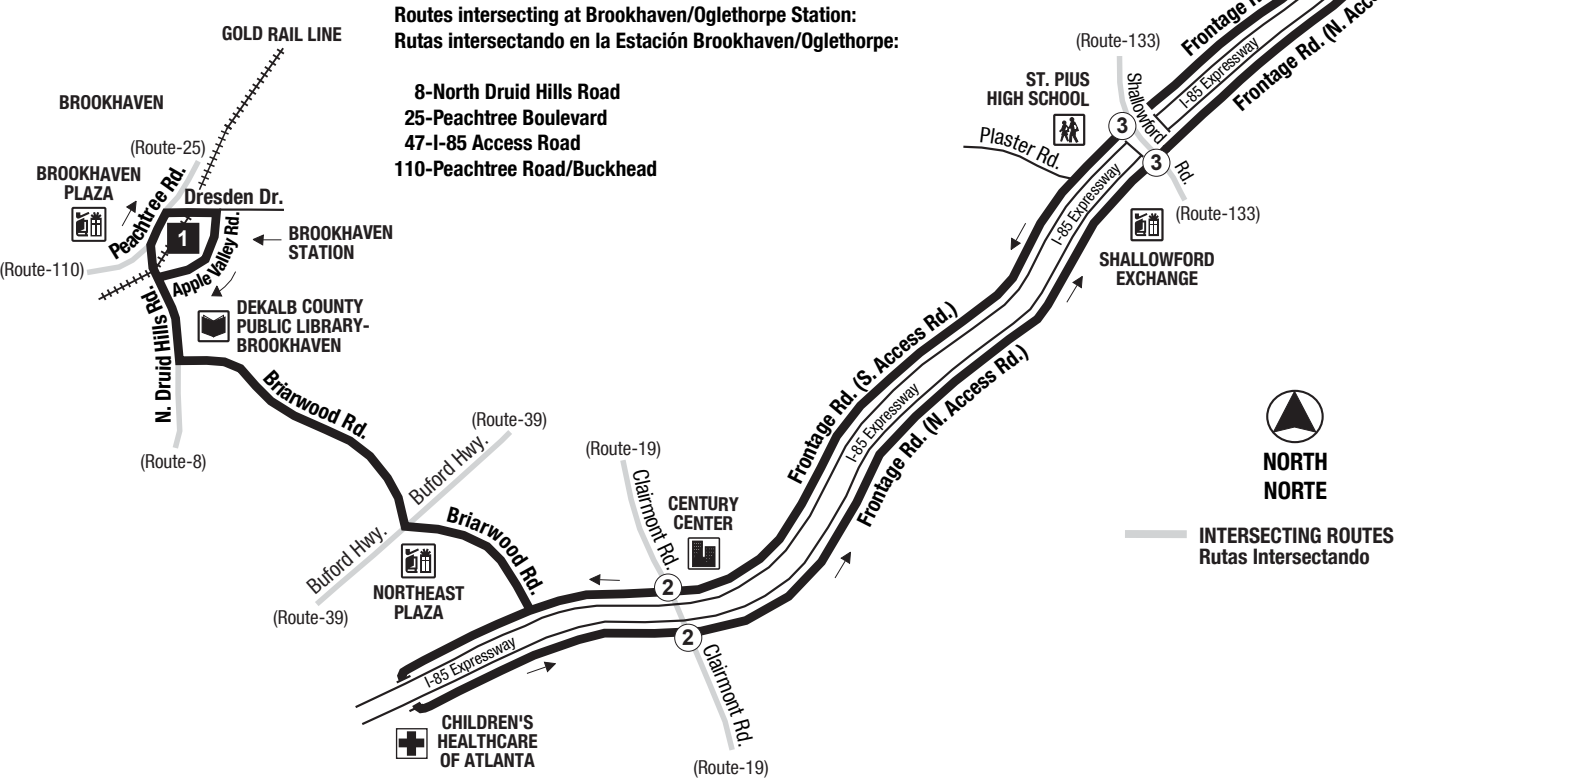 Routes intersecting at Brookhaven/Oglethorpe Station:
Rutas intersectando en la Estación Brookhaven/Oglethorpe:
8-North Druid Hills Road
25-Peachtree Boulevard
47-I-85 Access Road
110-Peachtree Road/Buckhead
GOLD RAIL LINE
BROOKHAVEN
(Route-25)
BROOKHAVEN
PLAZA
Peachtree Rd.
Dresden Dr.
1
Apple Valley Rd.
BROOKHAVEN
STATION
(Route-110)
N. Druid Hills Rd.
DEKALB COUNTY
PUBLIC LIBRARY-
BROOKHAVEN
(Route-8)
Briarwood Rd.
(Route-39)
Buford Hwy.
Buford Hwy.
(Route-39)
Briarwood Rd.
NORTHEAST
PLAZA
(Route-19)
Clairmont Rd.
CENTURY
CENTER
2
2
Clairmont Rd.
(Route-19)
I-85 Expressway
CHILDREN'S
HEALTHCARE
OF ATLANTA
Frontage Rd. (S. Access Rd.)
I-85 Expressway
Frontage Rd. (N. Access Rd.)
(Route-133)
ST. PIUS
HIGH SCHOOL
Plaster Rd.
Shallowford
Rd.
3
3
I-85 Expressway
(Route-133)
SHALLOWFORD
EXCHANGE
Frontage
I-85 Expressway
Frontage Rd. (N.
NORTH
NORTE
INTERSECTING ROUTES
Rutas Intersectando